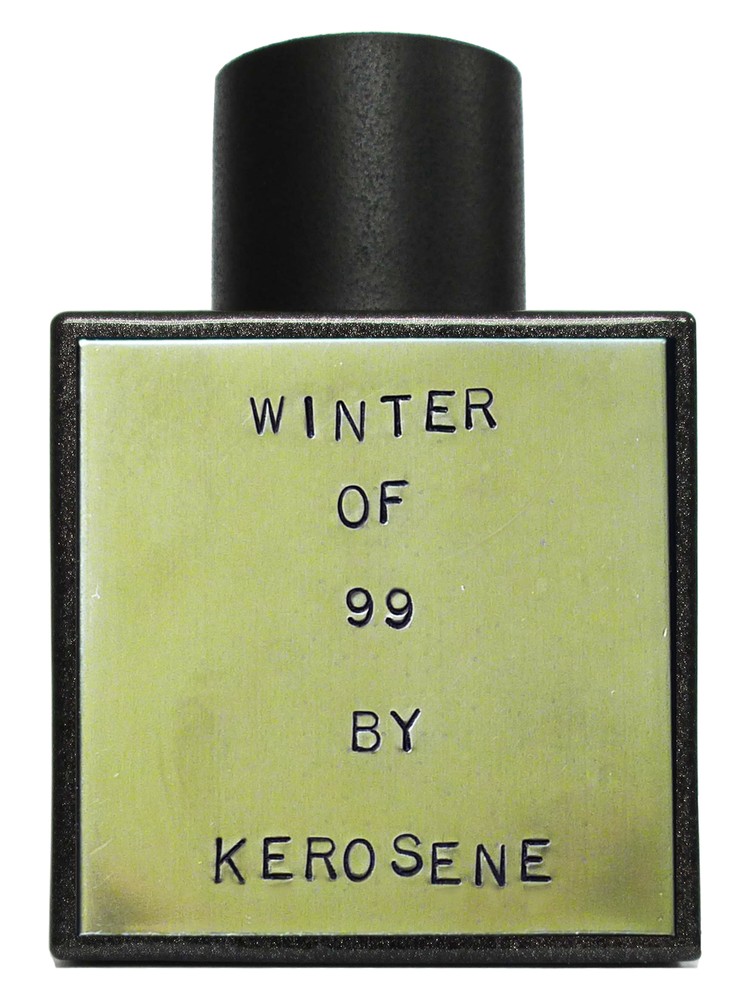 WINTER
OF
99
BY
KEROSENE